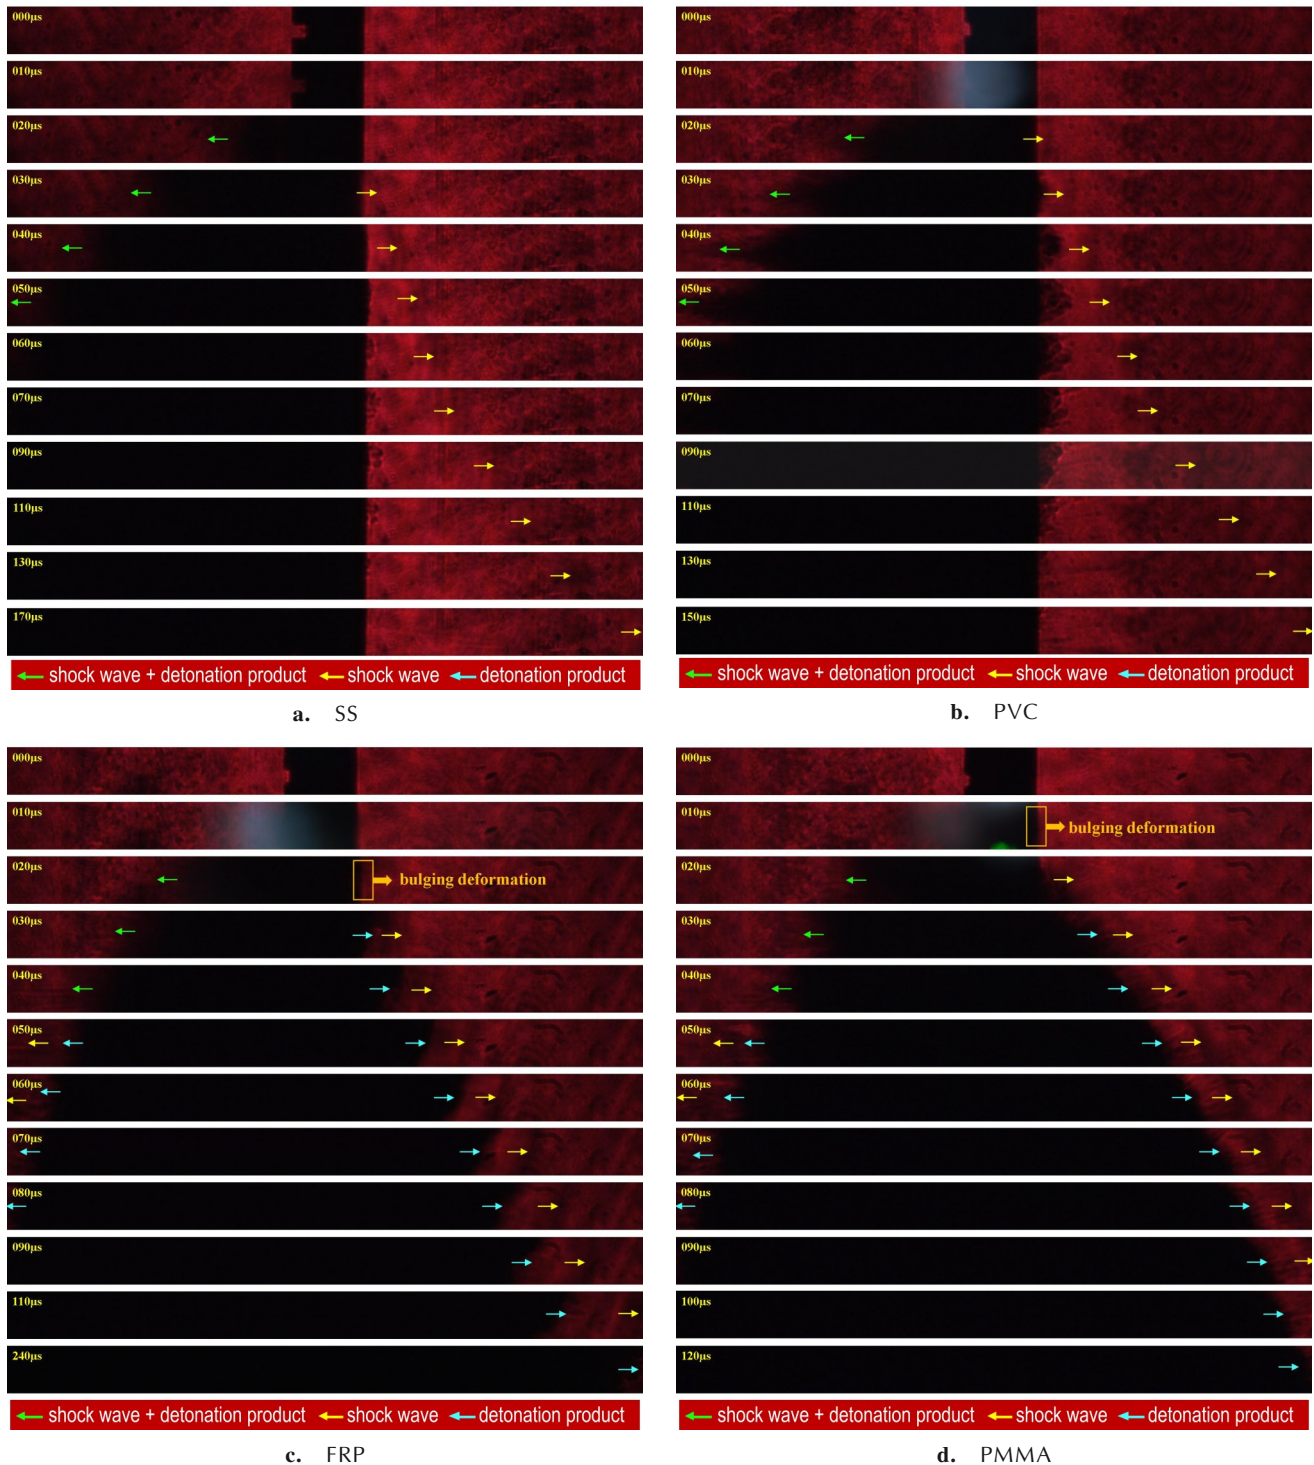 000μs
010μs
020μs
030μs
040μs
050μs
060μs
070μs
090μs
110μs
130μs
170μs
shock wave + detonation product shock wave detonation product
a. SS
000μs
010μs
020μs
030μs
040μs
050μs
060μs
070μs
090μs
110μs
130μs
150μs
shock wave + detonation product shock wave detonation product
b. PVC
000μs
010μs
020μs
bulging deformation
030μs
040μs
050μs
060μs
070μs
080μs
090μs
110μs
240μs
shock wave + detonation product shock wave detonation product
c. FRP
000μs
010μs
bulging deformation
020μs
030μs
040μs
050μs
060μs
070μs
080μs
090μs
100μs
120μs
shock wave + detonation product shock wave detonation product
d. PMMA